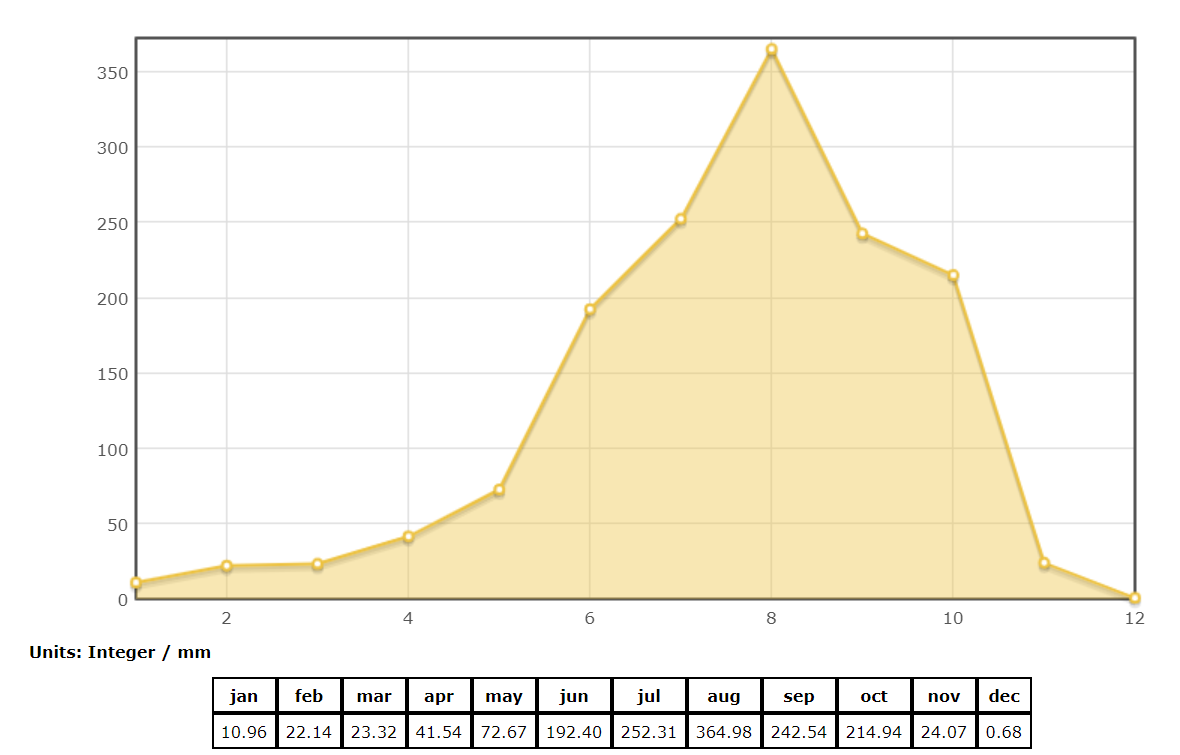 350
300
250
200
150
100
50
0
2 4 6 8 10 12
Units: Integer / mm
jan feb mar apr may jun jul aug sep oct nov dec
10.96 22.14 23.32 41.54 72.67 192.40 252.31 364.98 242.54 214.94 24.07 0.68